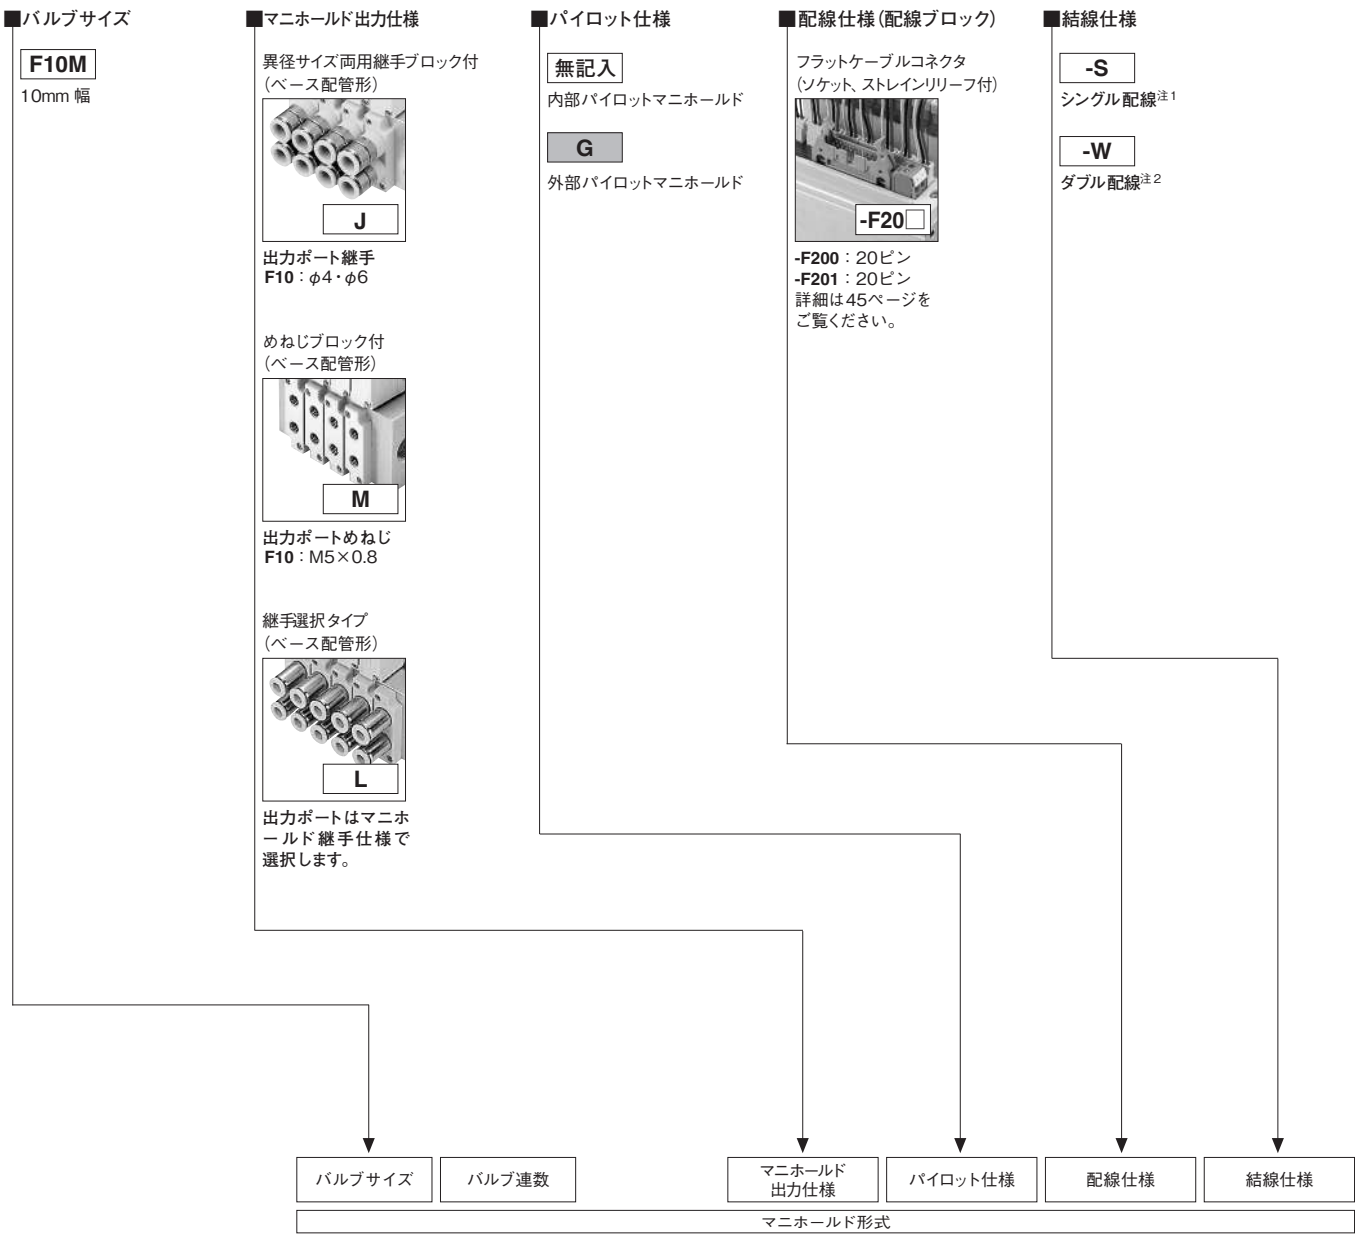 ■バルブサイズ
F10M
10mm 幅
■マニホールド出力仕様
異径サイズ両用継手ブロック付
(ベース配管形)
J
出力ポート継手
F10:φ4・φ6
めねじブロック付
(ベース配管形)
M
出力ポートめねじ
F10:M5×0.8
継手選択タイプ
(ベース配管形)
L
出力ポートはマニホ
ールド継手仕様で
選択します。
■パイロット仕様
無記入
内部パイロットマニホールド
G
外部パイロットマニホールド
■配線仕様(配線ブロック)
フラットケーブルコネクタ
(ソケット、ストレインリリーフ付)
-F20□
-F200:20ピン
-F201:20ピン
詳細は45ページを
ご覧ください。
■結線仕様
-S
シングル配線注1
-W
ダブル配線注2
バルブサイズ
バルブ連数
マニホールド
出力仕様
パイロット仕様
配線仕様
結線仕様
マニホールド形式